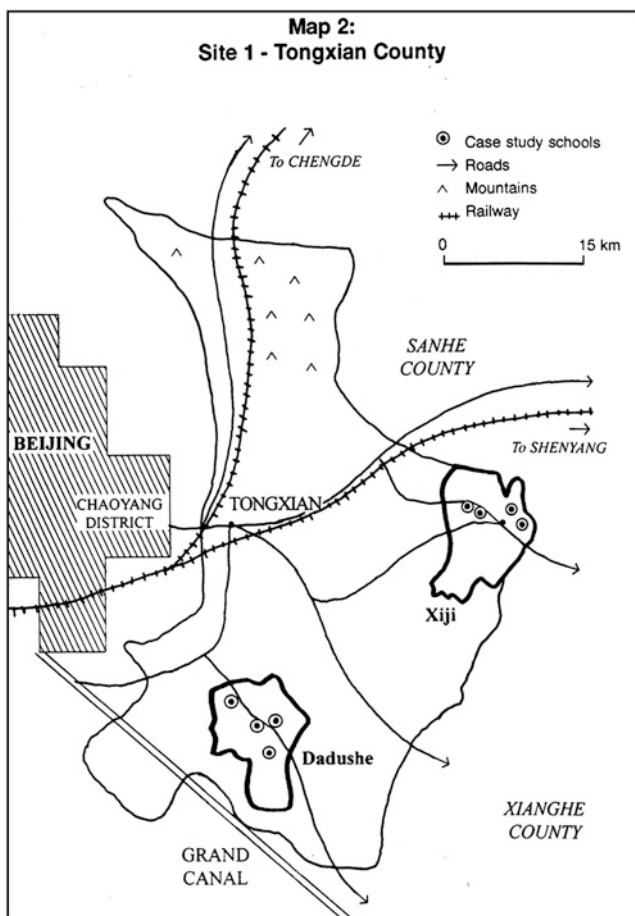 Map 2:
Site 1 - Tongxian County
To CHENGDE
Case study schools
Roads
Mountains
Railway
0 15 km
SANHE
COUNTY
BEIJING
To SHENYANG
CHAOYANG
DISTRICT
TONGXIAN
Xiji
Dadushe
XIANGHE
COUNTY
GRAND
CANAL